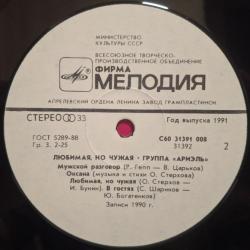 МИНИСТЕРСТВО
КУЛЬТУРЫ СССР
ВСЕСОЮЗНОЕ ТВОРЧЕСКО-
ПРОИЗВОДСТВЕННОЕ ОБЪЕДИНЕНИЕ
ФИРМА
МЕЛОДИЯ
АПРЕЛЕВСКИЙ ОРДЕНА ЛЕНИНА ЗАВОД ГРАМПЛАСТИНОК
СТЕРЕО 33
Год выпуска 1991
ГОСТ 5289-88
Гр. 3. 2-25
С60 31391 008
31392
2
ЛЮБИМАЯ, НО ЧУЖАЯ · ГРУППА «АРИЭЛЬ»
Мужской разговор (Р. Гепп — В. Царьков)
Оксана (музыка и стихи О. Стерхова)
Любимая, но чужая (О. Стерхов —
И. Бунин). В гостях (С. Шариков —
Ю. Богатенков)
Записи 1990 г.